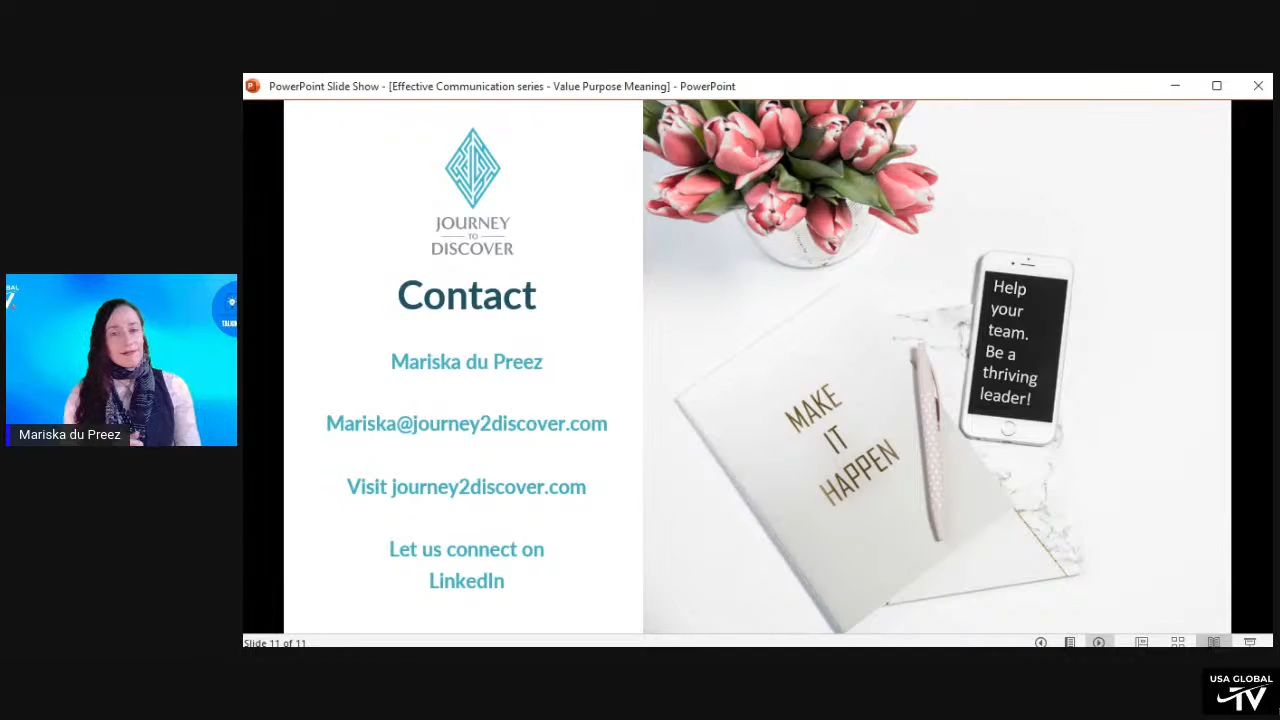 PowerPoint Slide Show - [Effective Communication series - Value Purpose Meaning] - PowerPoint
JOURNEY
TO
DISCOVER
Contact
Mariska du Preez
Mariska@journey2discover.com
Visit journey2discover.com
Let us connect on
LinkedIn
Help
your
team.
Be a
thriving
leader!
MAKE
IT
HAPPEN
Mariska du Preez
Slide 11 of 11
USA GLOBAL
TV